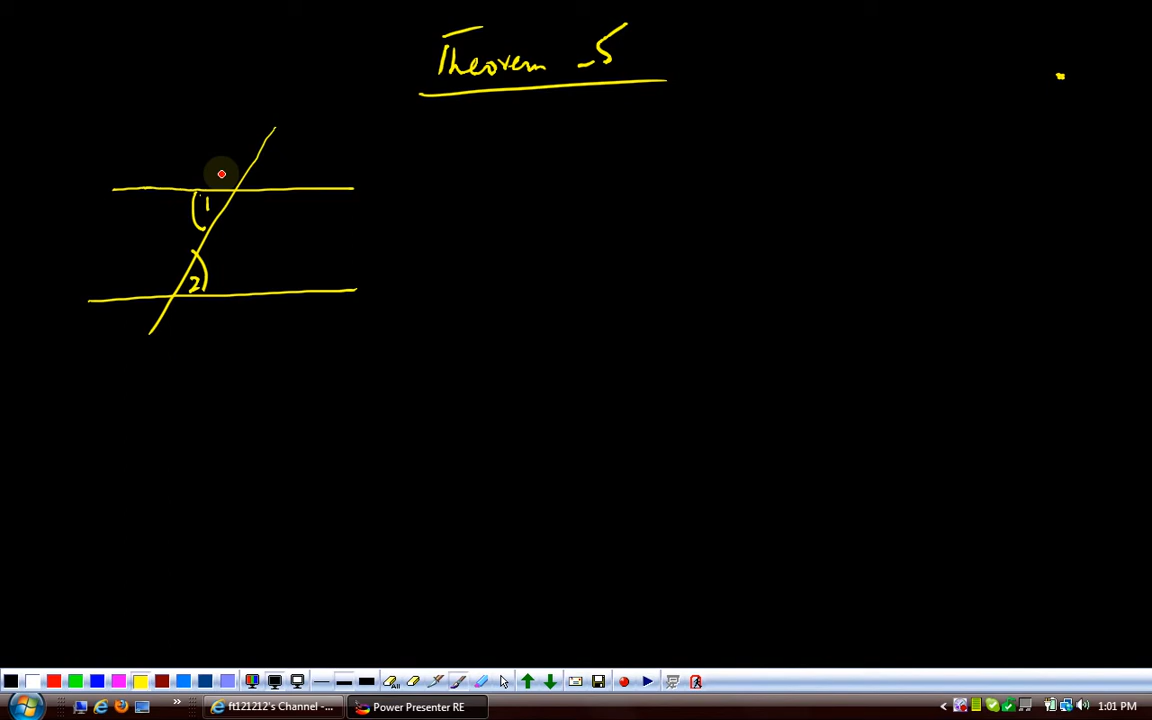 Theorem - 5
1
2
ft121212's Channel -...
Power Presenter RE
1:01 PM